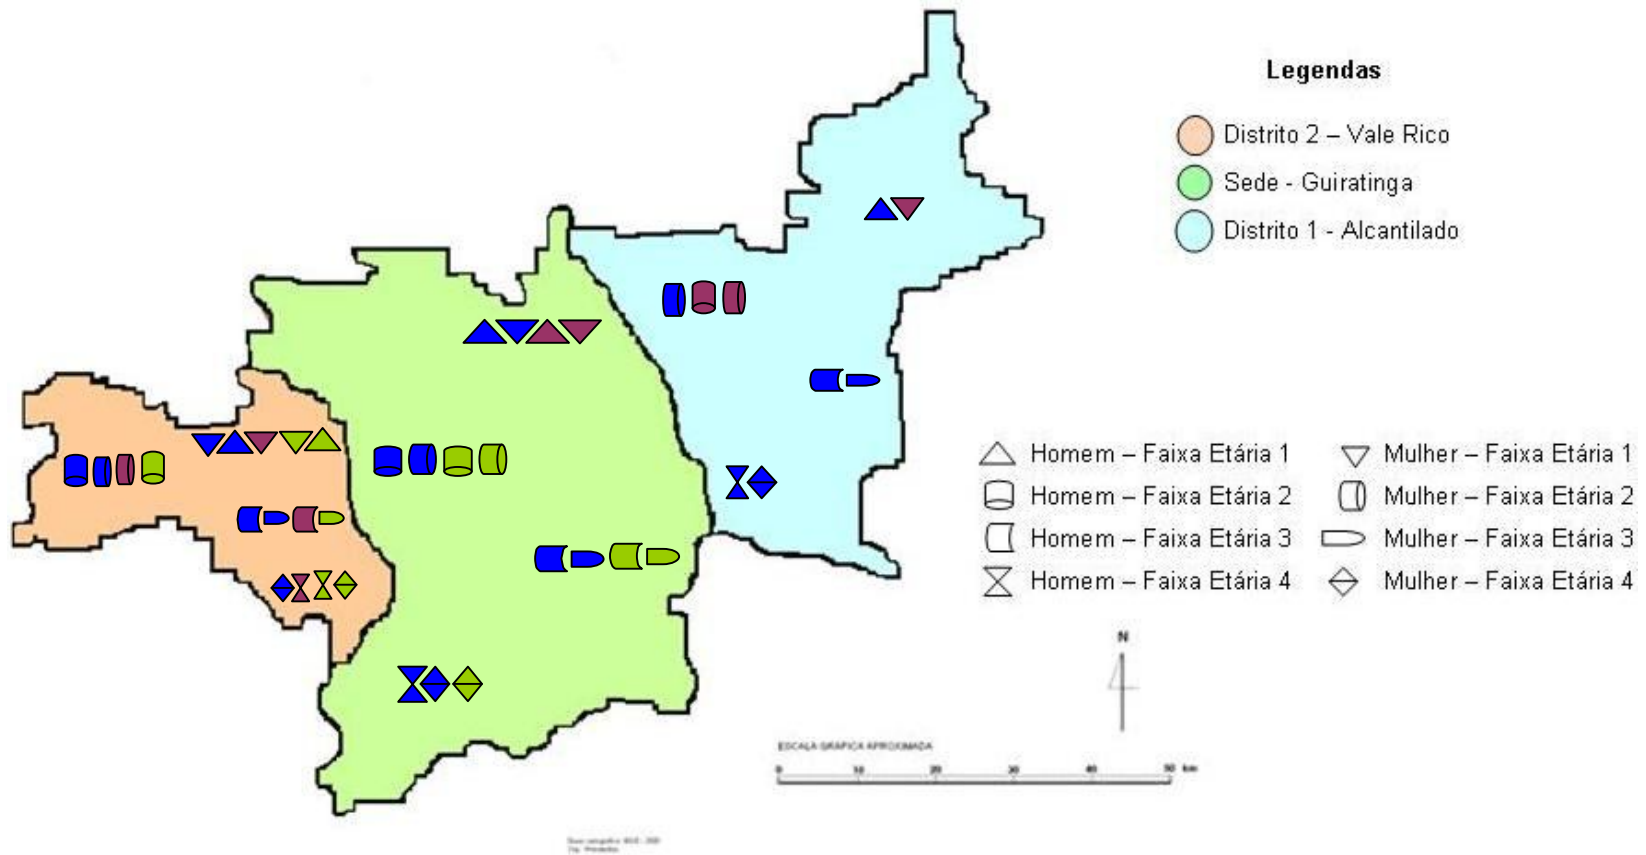 Legendas
Distrito 2 – Vale Rico
Sede - Guiratinga
Distrito 1 - Alcantilado
Homem – Faixa Etária 1
Mulher – Faixa Etária 1
Homem – Faixa Etária 2
Mulher – Faixa Etária 2
Homem – Faixa Etária 3
Mulher – Faixa Etária 3
Homem – Faixa Etária 4
Mulher – Faixa Etária 4
N
ESCALA GRÁFICA APROXIMADA
0 10 20 30 40 50 km